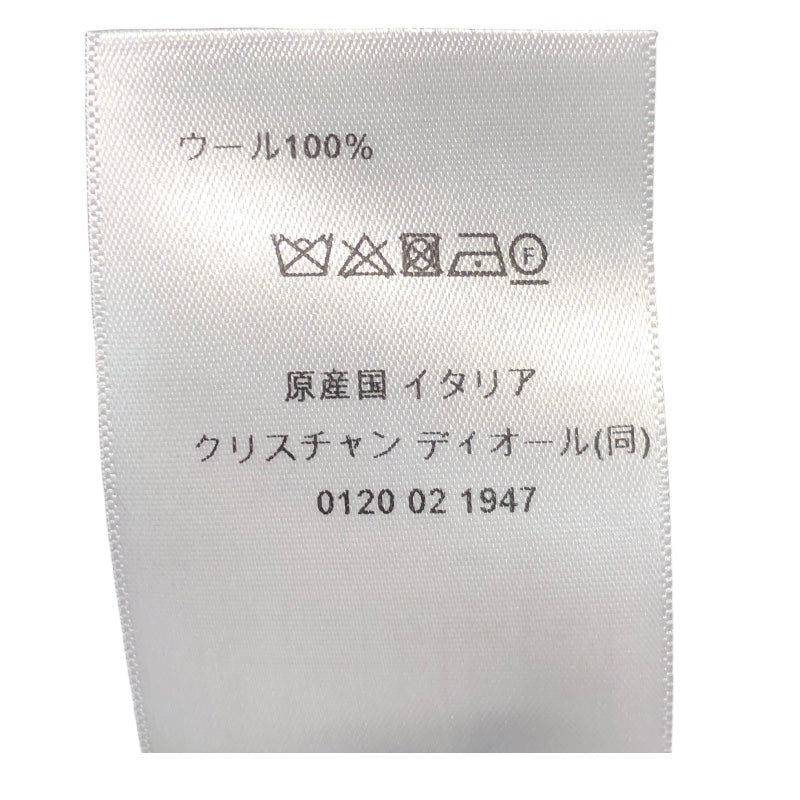 ウール100%
F
原産国 イタリア
クリスチャン ディオール(同)
0120 02 1947